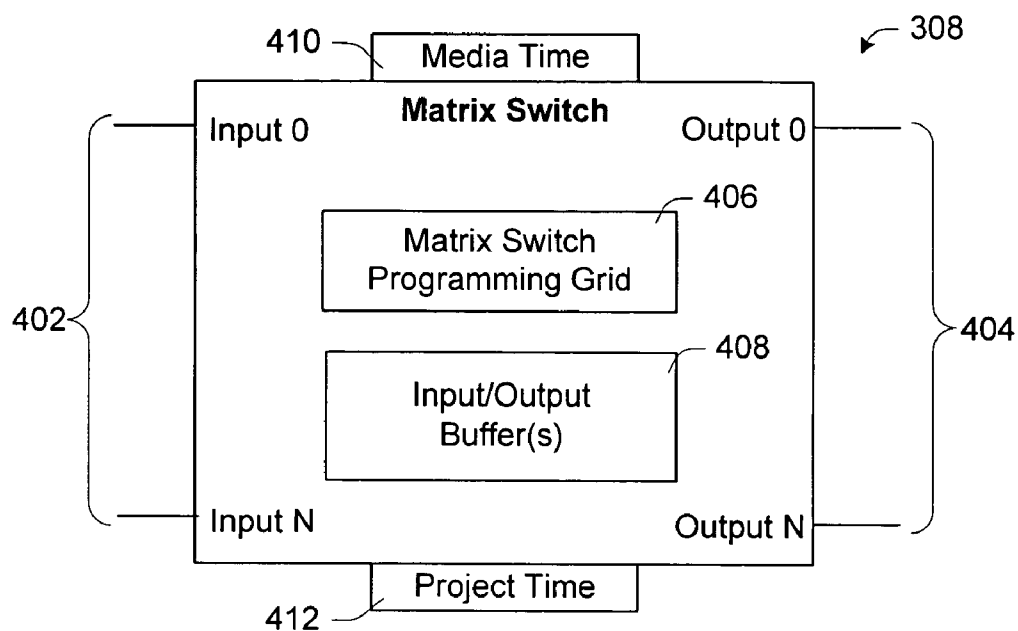 410
Media Time
308
Matrix Switch
Input 0
Output 0
406
Matrix Switch
Programming Grid
402
404
408
Input/Output
Buffer(s)
Input N
Output N
Project Time
412